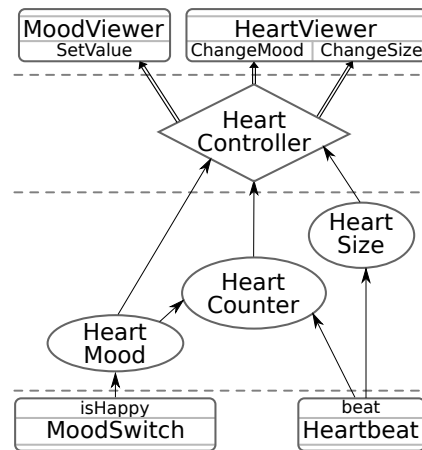 MoodViewer
SetValue
HeartViewer
ChangeMood ChangeSize
Heart
Controller
Heart
Size
Heart
Counter
Heart
Mood
isHappy
MoodSwitch
beat
Heartbeat